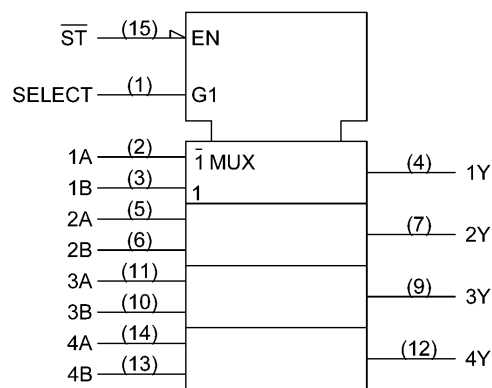 S̅T̅ (15) EN
SELECT (1) G1
1A (2) 1̅ MUX (4) 1Y
1B (3) 1
2A (5) (7) 2Y
2B (6)
3A (11) (9) 3Y
3B (10)
4A (14) (12) 4Y
4B (13)